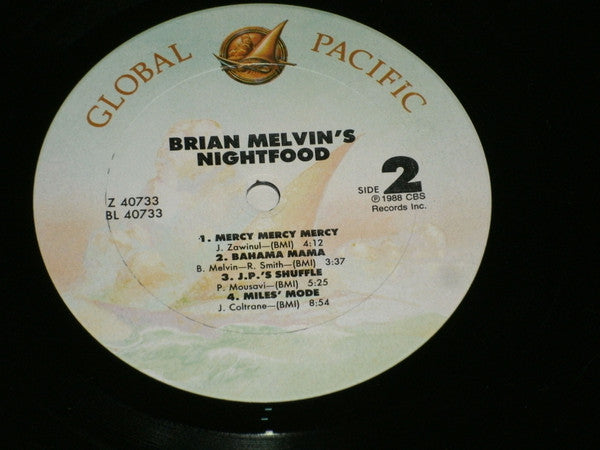 GLOBAL PACIFIC
BRIAN MELVIN'S
NIGHTFOOD
Z 40733
BL 40733
SIDE 2
℗ 1988 CBS
Records Inc.
1. MERCY MERCY MERCY
J. Zawinul—(BMI) 4:12
2. BAHAMA MAMA
B. Melvin—R. Smith—(BMI) 3:37
3. J.P.'S SHUFFLE
P. Mousavi—(BMI) 5:25
4. MILES' MODE
J. Coltrane—(BMI) 8:54